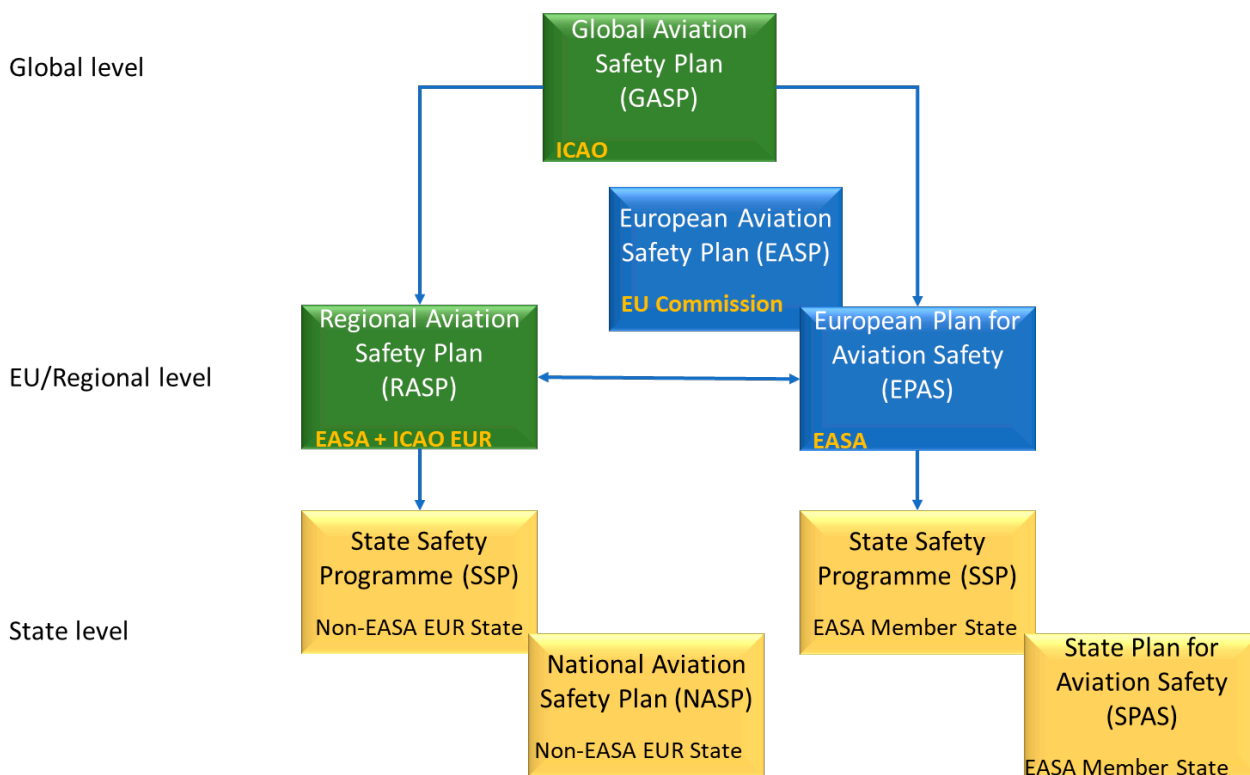 Global level
Global Aviation
Safety Plan
(GASP)
ICAO
European Aviation
Safety Plan (EASP)
EU Commission
EU/Regional level
Regional Aviation
Safety Plan
(RASP)
EASA + ICAO EUR
European Plan for
Aviation Safety
(EPAS)
EASA
State level
State Safety
Programme (SSP)
Non-EASA EUR State
National Aviation
Safety Plan (NASP)
Non-EASA EUR State
State Safety
Programme (SSP)
EASA Member State
State Plan for
Aviation Safety
(SPAS)
EASA Member State